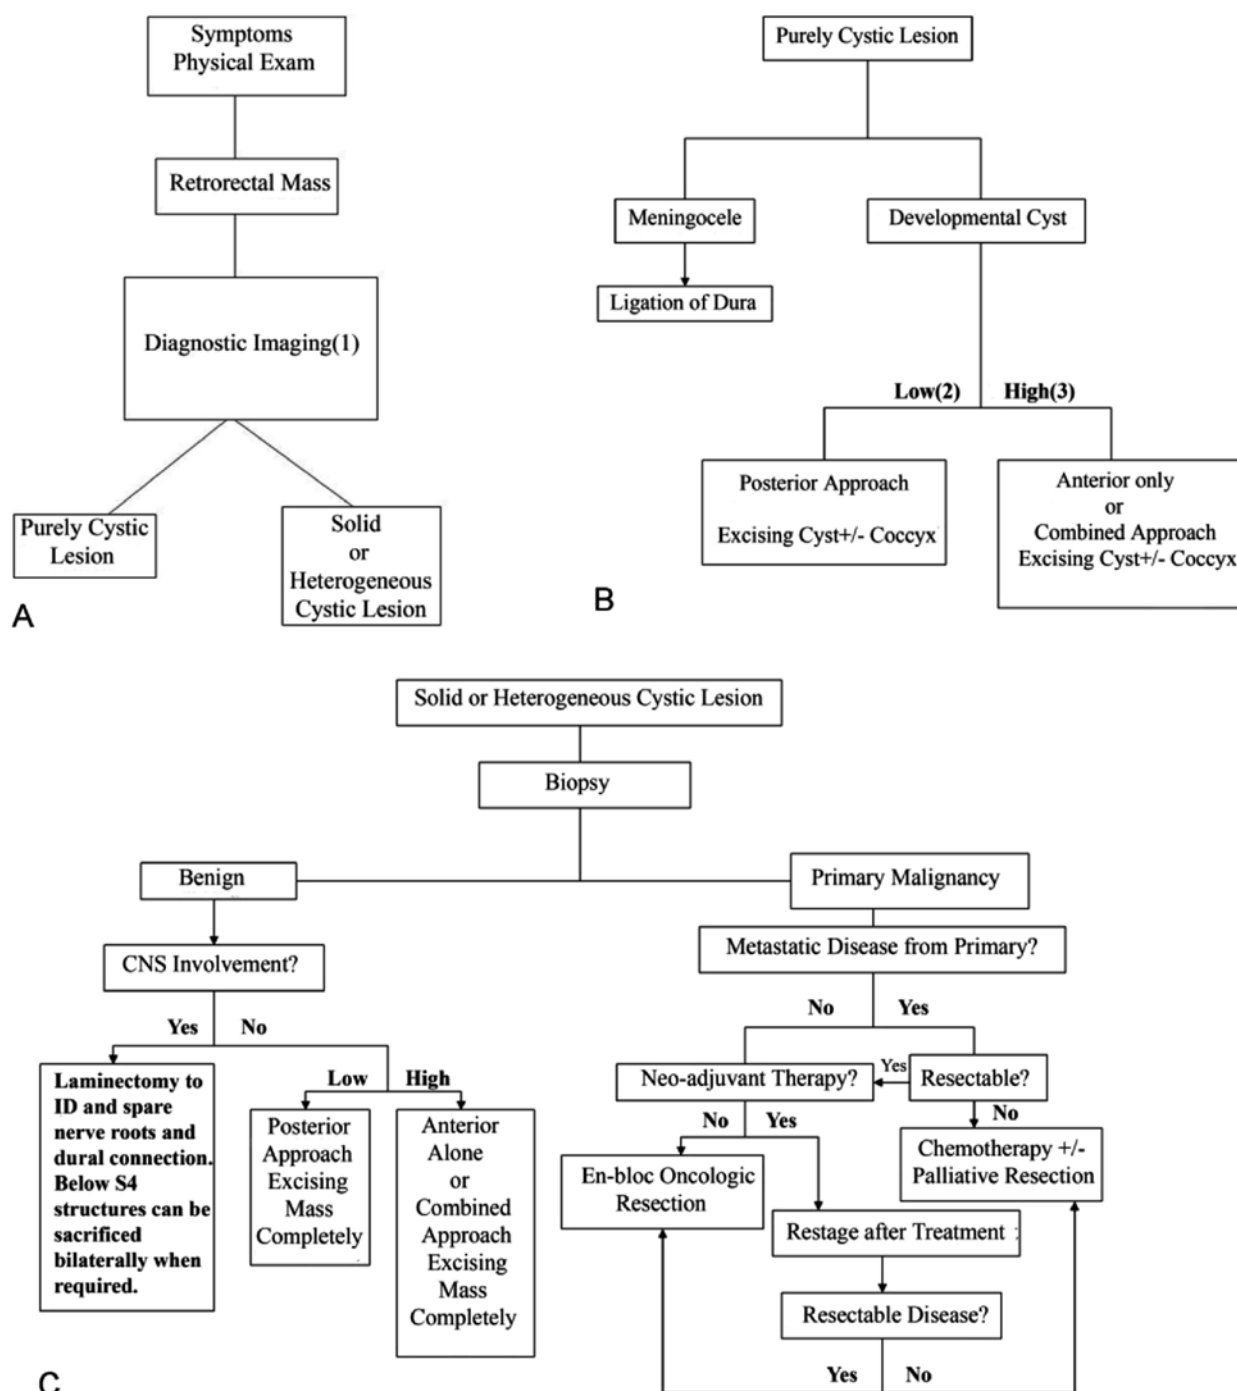 Symptoms
Physical Exam
Retrorectal Mass
Diagnostic Imaging(1)
Purely Cystic
Lesion
Solid
or
Heterogeneous
Cystic Lesion
A
Purely Cystic Lesion
Meningocele
Developmental Cyst
Ligation of Dura
Low(2)
High(3)
Posterior Approach
Excising Cyst+/- Coccyx
Anterior only
or
Combined Approach
Excising Cyst+/- Coccyx
B
Solid or Heterogeneous Cystic Lesion
Biopsy
Benign
Primary Malignancy
CNS Involvement?
Metastatic Disease from Primary?
Yes
No
No
Yes
Laminectomy to
ID and spare
nerve roots and
dural connection.
Below S4
structures can be
sacrificed
bilaterally when
required.
Low
High
Posterior
Approach
Excising
Mass
Completely
Anterior
Alone
or
Combined
Approach
Excising
Mass
Completely
Neo-adjuvant Therapy?
Yes
Resectable?
No
Yes
No
En-bloc Oncologic
Resection
Chemotherapy +/-
Palliative Resection
Restage after Treatment
Resectable Disease?
Yes
No
C